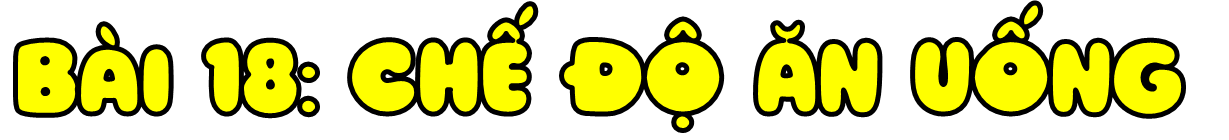 BÀI 18: CHẾ ĐỘ ĂN UỐNG